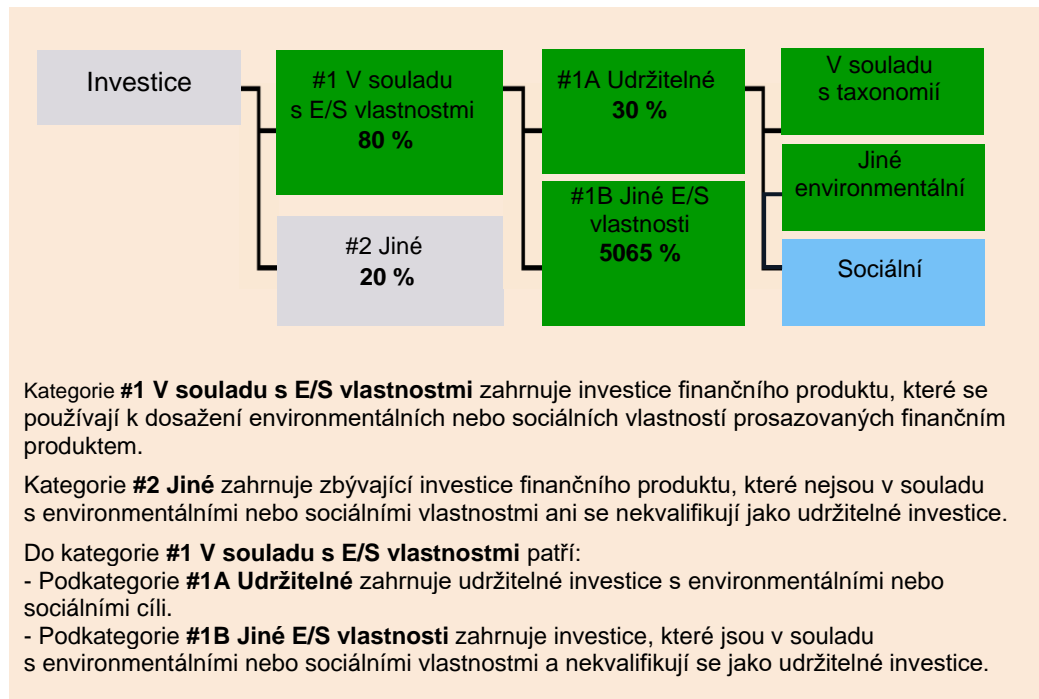 Investice
#1 V souladu
s E/S vlastnostmi
80 %
#2 Jiné
20 %
#1A Udržitelné
30 %
#1B Jiné E/S
vlastnosti
5065 %
V souladu
s taxonomií
Jiné
environmentální
Sociální
Kategorie #1 V souladu s E/S vlastnostmi zahrnuje investice finančního produktu, které se
používají k dosažení environmentálních nebo sociálních vlastností prosazovaných finančním
produktem.
Kategorie #2 Jiné zahrnuje zbývající investice finančního produktu, které nejsou v souladu
s environmentálními nebo sociálními vlastnostmi ani se nekvalifikují jako udržitelné investice.
Do kategorie #1 V souladu s E/S vlastnostmi patří:
- Podkategorie #1A Udržitelné zahrnuje udržitelné investice s environmentálními nebo
sociálními cíli.
- Podkategorie #1B Jiné E/S vlastnosti zahrnuje investice, které jsou v souladu
s environmentálními nebo sociálními vlastnostmi a nekvalifikují se jako udržitelné investice.